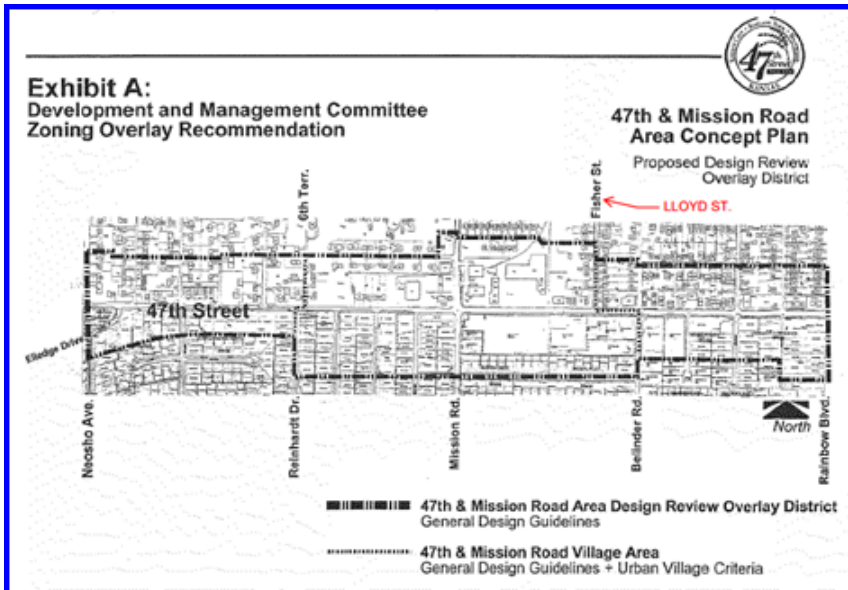 47th
Street
KANSAS
Exhibit A:
Development and Management Committee
Zoning Overlay Recommendation
47th & Mission Road
Area Concept Plan
Proposed Design Review
Overlay District
6th Terr.
Fisher St.
LLOYD ST.
47th Street
Elledge Drive
Neosho Ave.
Reinhardt Dr.
Mission Rd.
Belinder Rd.
North
Rainbow Blvd.
47th & Mission Road Area Design Review Overlay District
General Design Guidelines
47th & Mission Road Village Area
General Design Guidelines + Urban Village Criteria